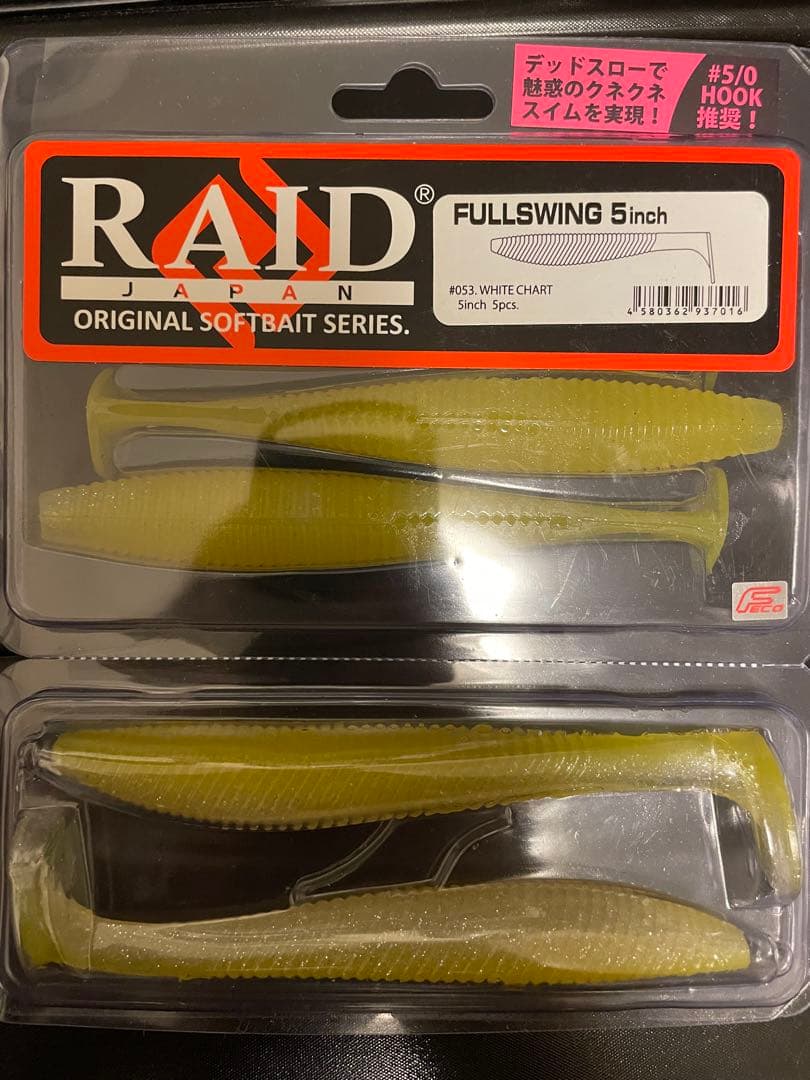 デッドスローで
魅惑のクネクネ
スイムを実現！
#5/0
HOOK
推奨！
RAID®
JAPAN
ORIGINAL SOFTBAIT SERIES.
FULLSWING 5inch
#053. WHITE CHART
5inch 5pcs.
4 580362 937016
FECO